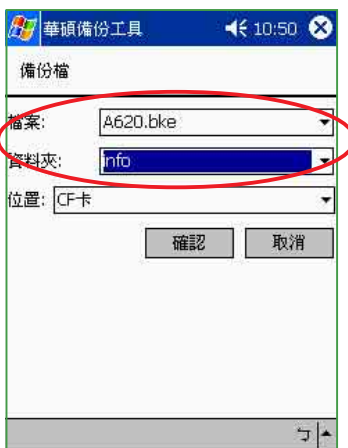 華碩備份工具 10:50
備份檔
檔案: A620.bke
資料夾: info
位置: CF卡
確認 取消
ㄅ